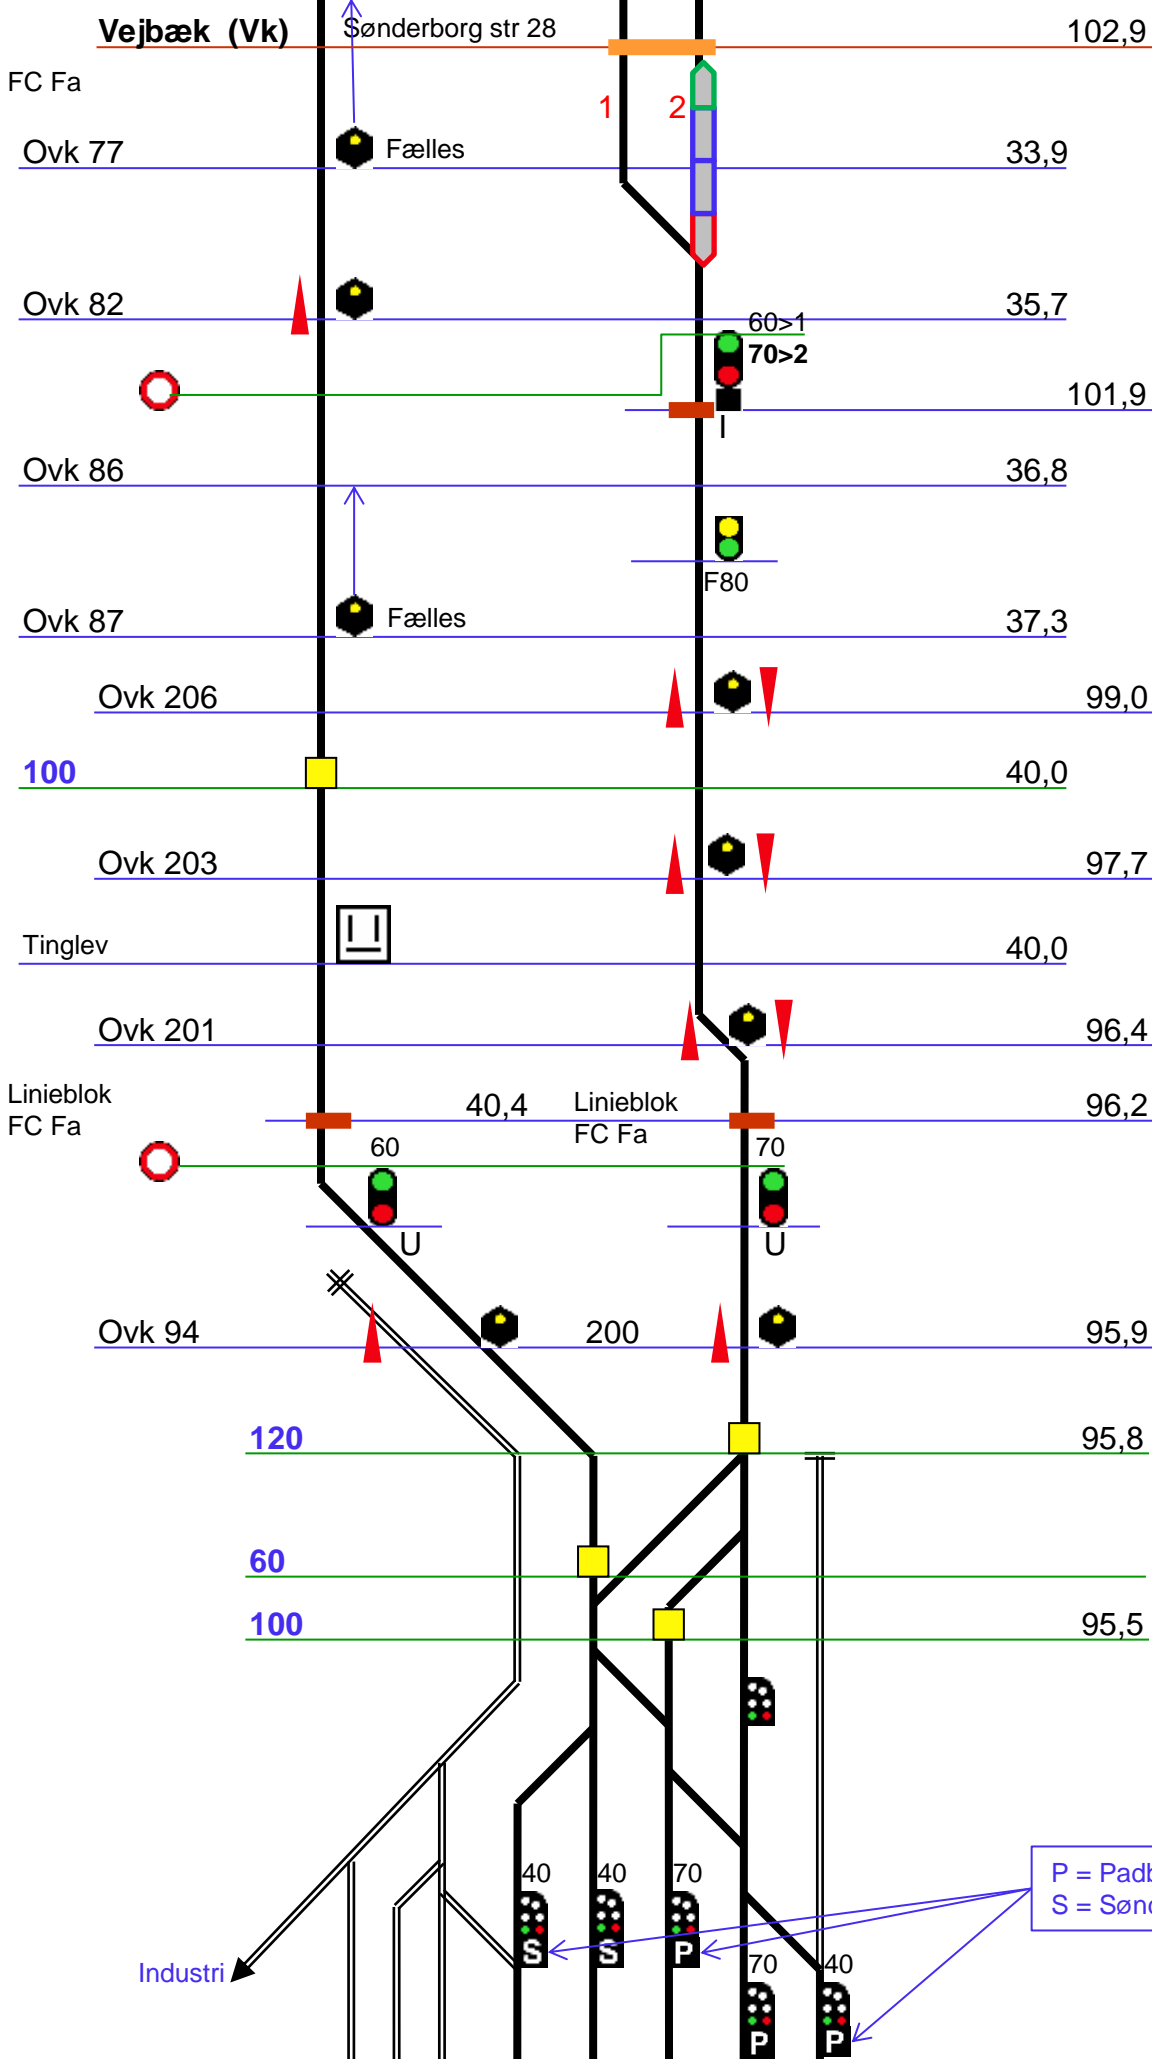 Vejbæk (Vk) Sønderborg str 28 102,9
FC Fa
1 2
Ovk 77 Fælles 33,9
Ovk 82 35,7
60>1
70>2
101,9
I
Ovk 86 36,8
F80
Ovk 87 Fælles 37,3
Ovk 206 99,0
100 40,0
Ovk 203 97,7
Tinglev 40,0
Ovk 201 96,4
Linieblok
FC Fa
40,4 Linieblok 96,2
FC Fa
60 70
U U
Ovk 94 200 95,9
120 95,8
60
100 95,5
40 40 70
P = Padb
S = Sønd
S S P
Industri
70 40
P P